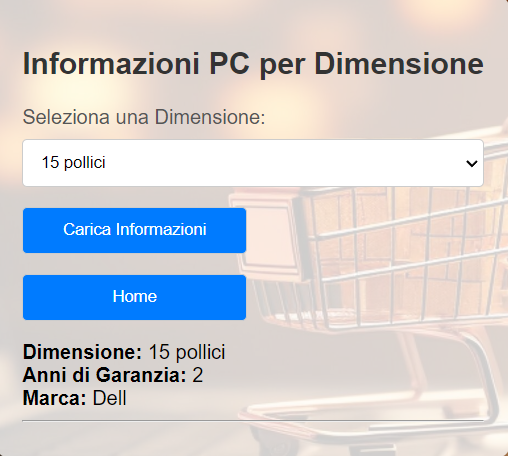 Informazioni PC per Dimensione
Seleziona una Dimensione:
15 pollici
Carica Informazioni
Home
Dimensione: 15 pollici
Anni di Garanzia: 2
Marca: Dell